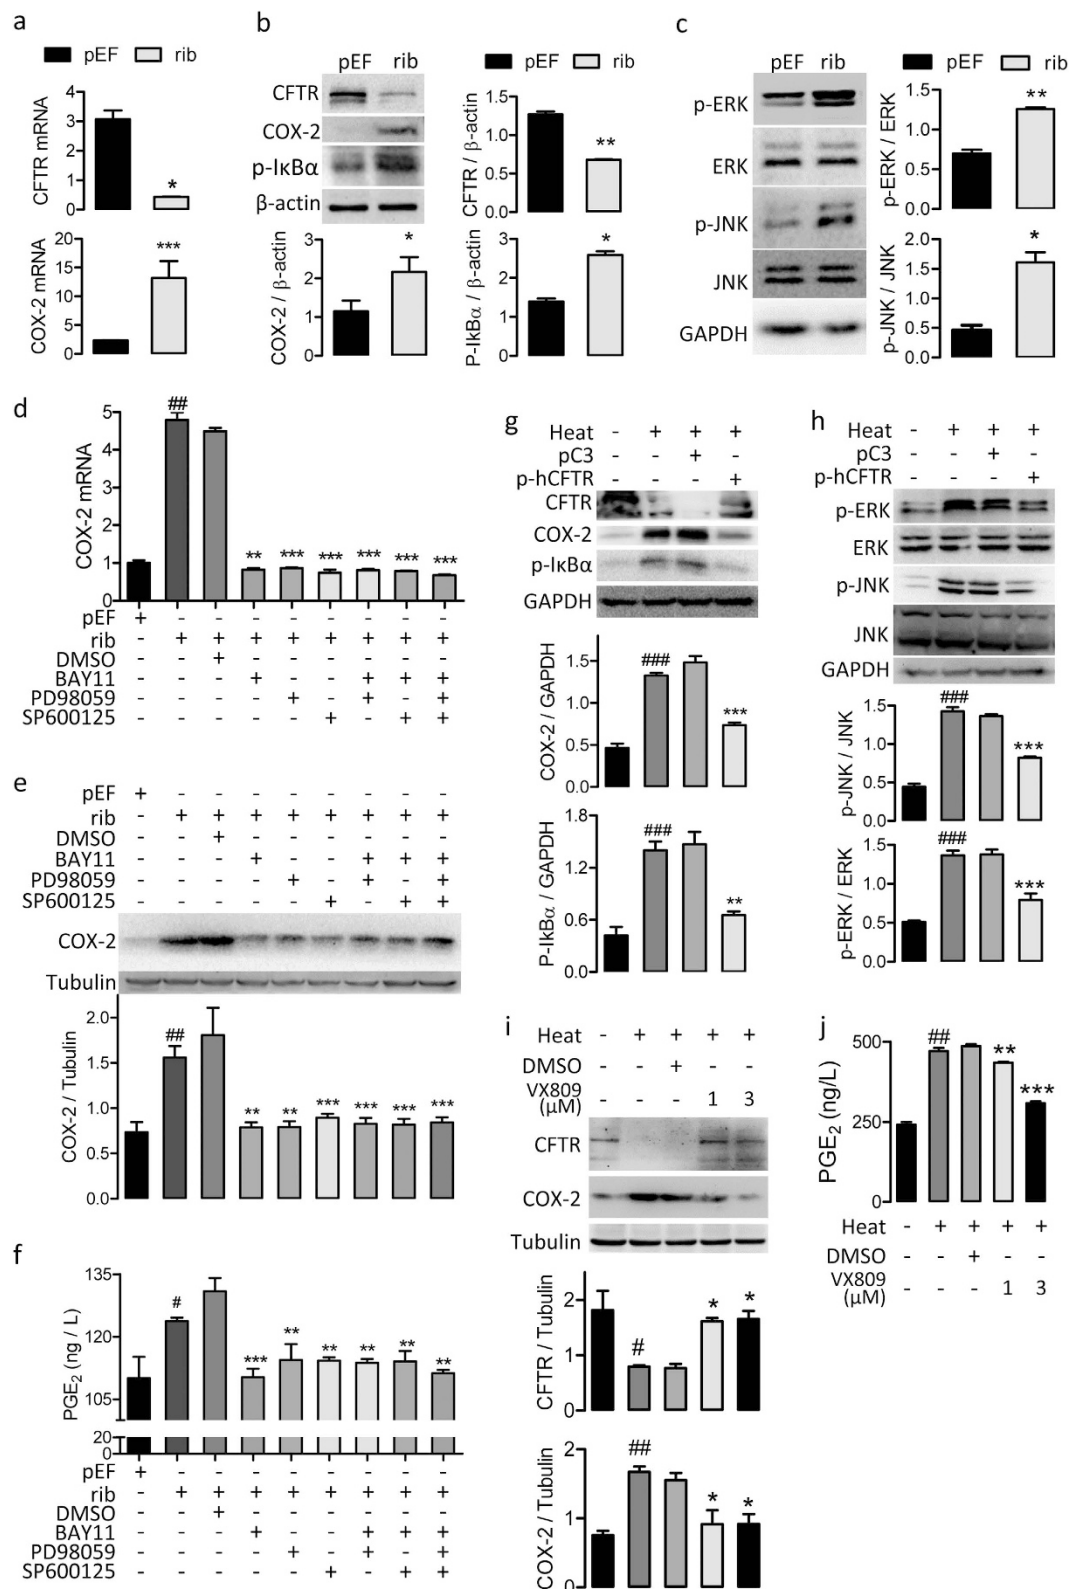 a
pEF rib
CFTR mRNA
4
3
2
1
0
*
COX-2 mRNA
20
15
10
5
0
***
b
pEF rib
CFTR
COX-2
p-IκBα
β-actin
COX-2 / β-actin
3
2
1
0
*
pEF rib
CFTR / β-actin
1.5
1.0
0.5
0.0
**
P-IkBα / β-actin
3
2
1
0
*
c
pEF rib
p-ERK
ERK
p-JNK
JNK
GAPDH
pEF rib
p-ERK / ERK
1.5
1.0
0.5
0.0
**
p-JNK / JNK
2.0
1.5
1.0
0.5
0.0
*
d
COX-2 mRNA
5
4
3
2
1
0
## ** *** *** *** *** ***
pEF + - - - - - - - -
rib - + + + + + + + +
DMSO - - + - - - - - -
BAY11 - - - + - - + + +
PD98059 - - - - + - + - +
SP600125 - - - - - + - + +
e
pEF + - - - - - - - -
rib - + + + + + + + +
DMSO - - + - - - - - -
BAY11 - - - + - - + + +
PD98059 - - - - + - + - +
SP600125 - - - - - + - + +
COX-2
Tubulin
COX-2 / Tubulin
2.0
1.5
1.0
0.5
0.0
## ** ** *** *** *** ***
f
PGE2 (ng / L)
135
120
105
20
0
# *** ** ** ** ** **
pEF + - - - - - - - -
rib - + + + + + + + +
DMSO - - + - - - - - -
BAY11 - - - + - - + + +
PD98059 - - - - + - + - +
SP600125 - - - - - + - + +
g
Heat - + + +
pC3 - - + -
p-hCFTR - - - +
CFTR
COX-2
p-IκBα
GAPDH
COX-2 / GAPDH
1.5
1.0
0.5
0.0
### ***
P-IkBα / GAPDH
1.8
1.2
0.6
0.0
### **
h
Heat - + + +
pC3 - - + -
p-hCFTR - - - +
p-ERK
ERK
p-JNK
JNK
GAPDH
p-JNK / JNK
1.5
1.0
0.5
0.0
### ***
p-ERK / ERK
1.5
1.0
0.5
0.0
### ***
i
Heat - + + + +
DMSO - - + - -
VX809 (μM) - - - 1 3
CFTR
COX-2
Tubulin
CFTR / Tubulin
2
1
0
# * *
COX-2 / Tubulin
2
1
0
## * *
j
PGE2 (ng/L)
500
250
0
## ** ***
Heat - + + + +
DMSO - - + - -
VX809 (μM) - - - 1 3